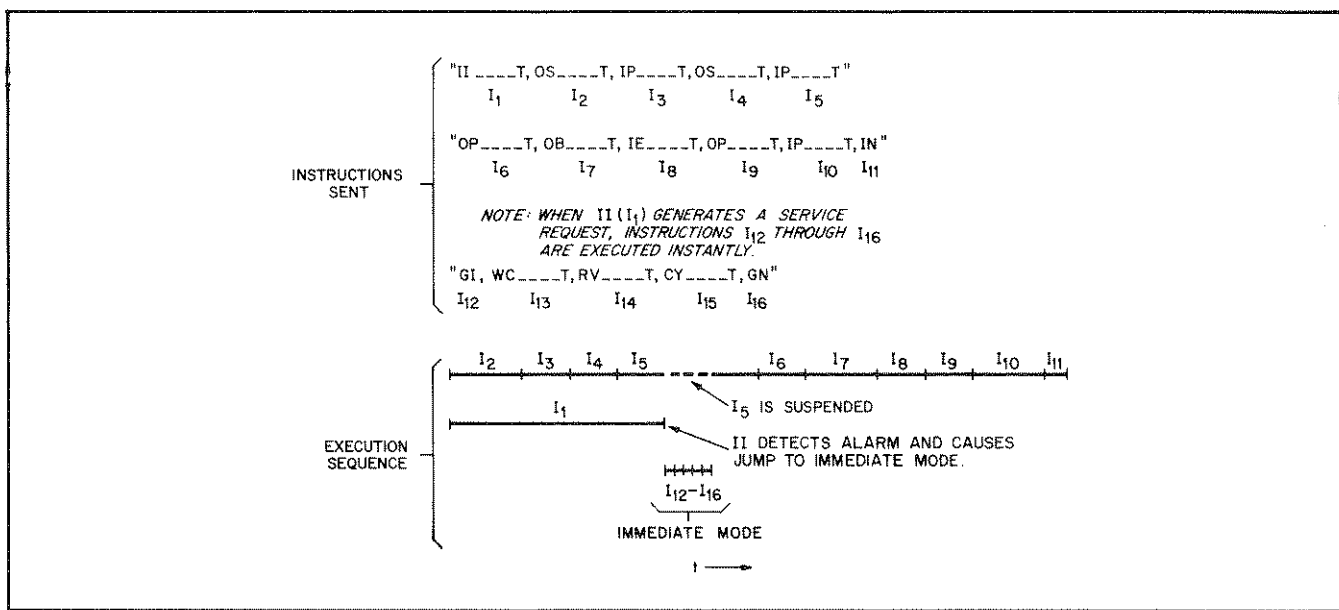 "II ____T, OS____T, IP____T, OS____T, IP____T"
I1 I2 I3 I4 I5
"OP____T, OB____T, IE____T, OP____T, IP____T, IN"
I6 I7 I8 I9 I10 I11
INSTRUCTIONS
SENT
NOTE: WHEN II (I1) GENERATES A SERVICE
REQUEST, INSTRUCTIONS I12 THROUGH I16
ARE EXECUTED INSTANTLY.
"GI, WC____T, RV____T, CY____T, GN"
I12 I13 I14 I15 I16
I2 I3 I4 I5 I6 I7 I8 I9 I10 I11
I5 IS SUSPENDED
I1
EXECUTION
SEQUENCE
II DETECTS ALARM AND CAUSES
JUMP TO IMMEDIATE MODE.
I12–I16
IMMEDIATE MODE
t